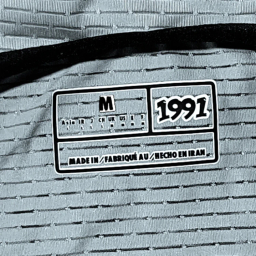 M
1991
MADE IN / FABRIQUÉ AU / HECHO EN IRAN